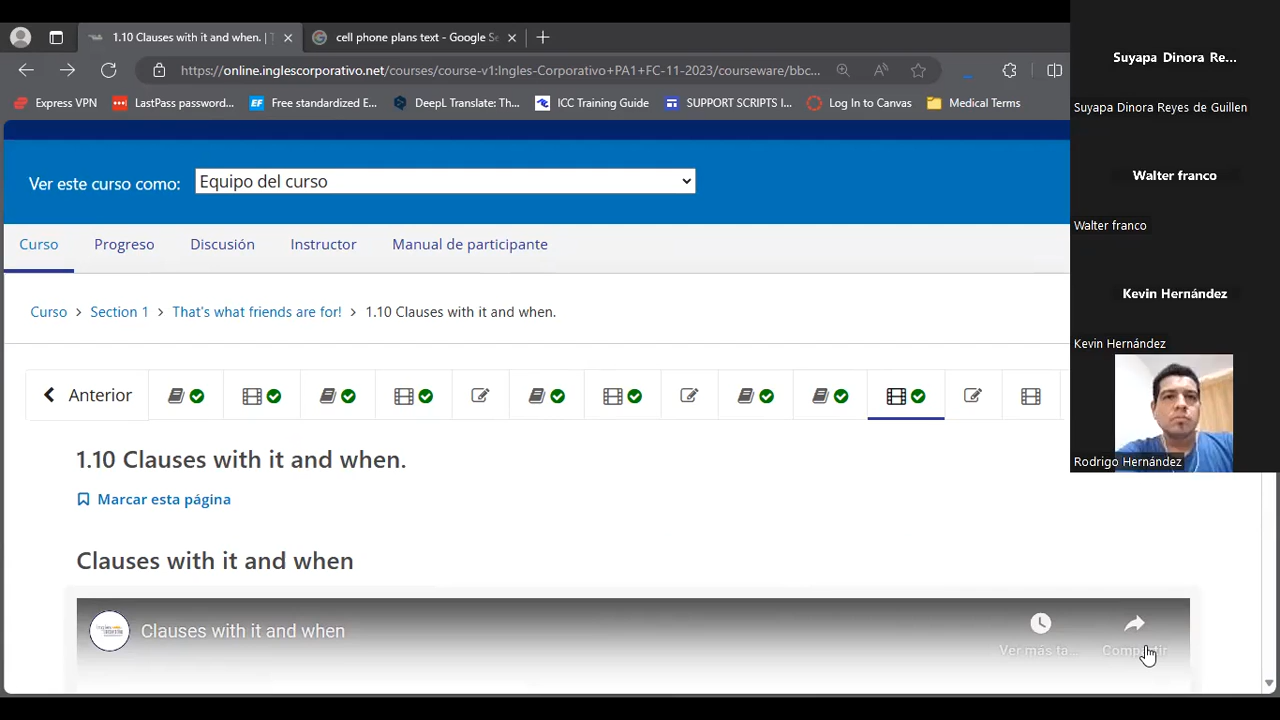 1.10 Clauses with it and when. |
cell phone plans text - Google Se
https://online.inglescorporativo.net/courses/course-v1:Ingles-Corporativo+PA1+FC-11-2023/courseware/bbc...
Express VPN
LastPass password...
Free standardized E...
DeepL Translate: Th...
ICC Training Guide
SUPPORT SCRIPTS I...
Log In to Canvas
Medical Terms
Ver este curso como:
Equipo del curso
Curso
Progreso
Discusión
Instructor
Manual de participante
Curso > Section 1 > That's what friends are for! > 1.10 Clauses with it and when.
Anterior
1.10 Clauses with it and when.
Marcar esta página
Clauses with it and when
Clauses with it and when
Ver más ta...
Compartir
Suyapa Dinora Re...
Suyapa Dinora Reyes de Guillen
Walter franco
Walter franco
Kevin Hernández
Kevin Hernández
Rodrigo Hernández